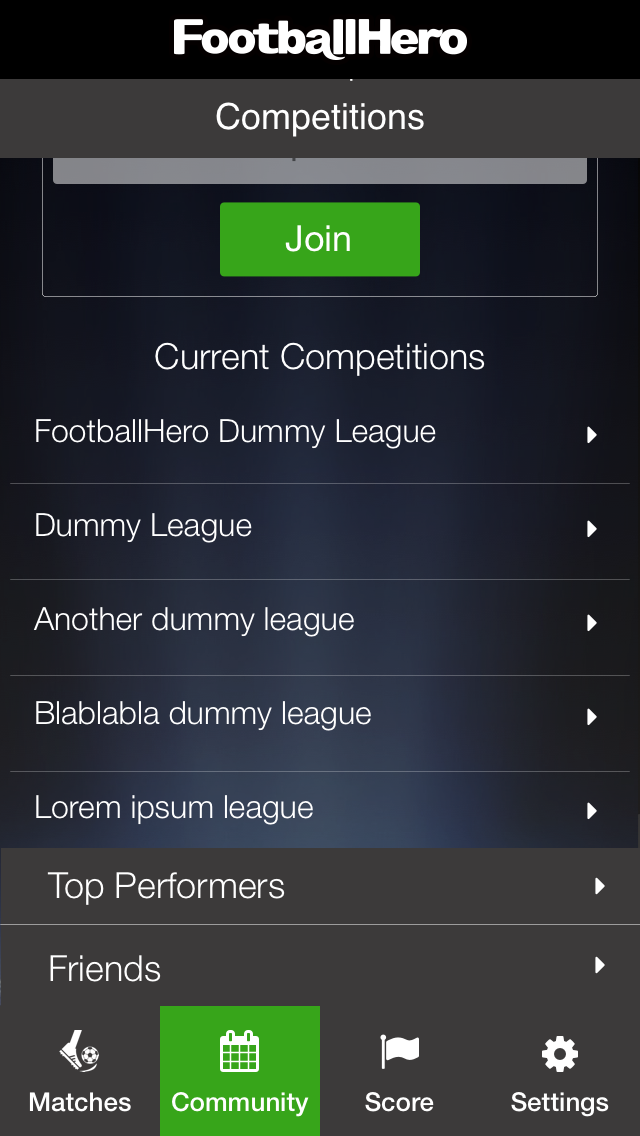 FootballHero
Competitions
Join
Current Competitions
FootballHero Dummy League
Dummy League
Another dummy league
Blablabla dummy league
Lorem ipsum league
Top Performers
Friends
Matches
Community
Score
Settings